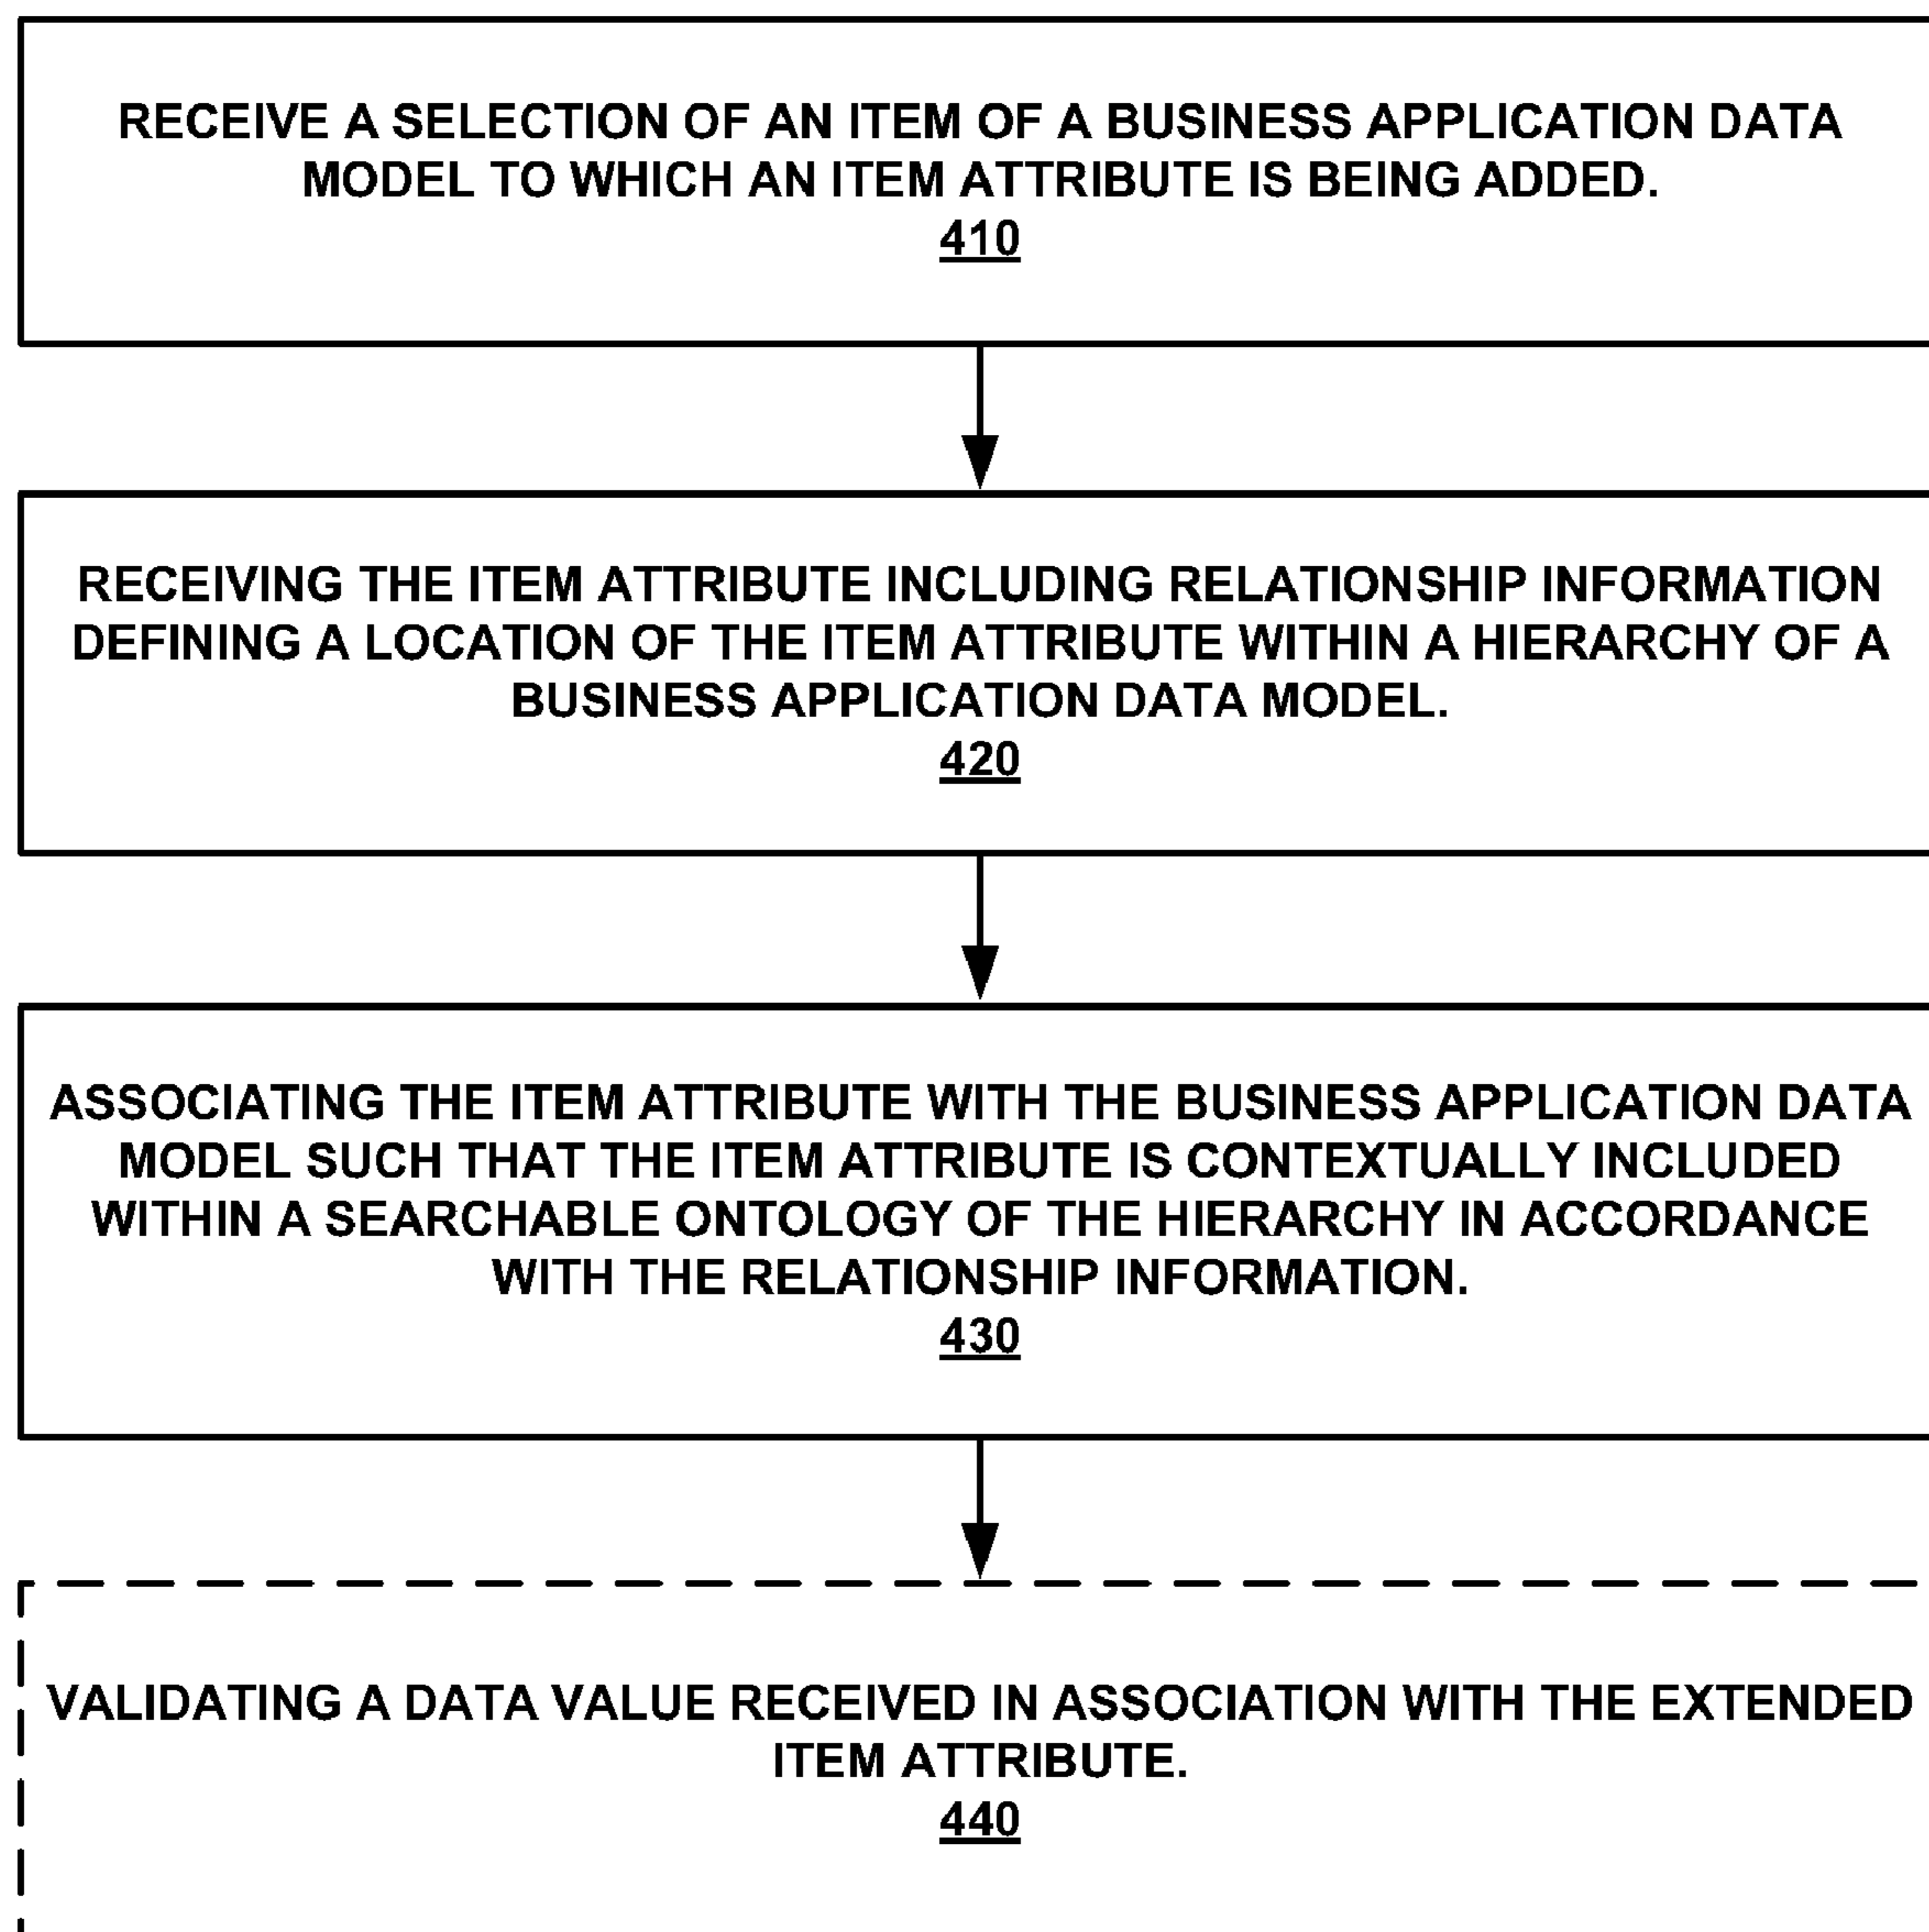 RECEIVE A SELECTION OF AN ITEM OF A BUSINESS APPLICATION DATA
MODEL TO WHICH AN ITEM ATTRIBUTE IS BEING ADDED.
410
RECEIVING THE ITEM ATTRIBUTE INCLUDING RELATIONSHIP INFORMATION
DEFINING A LOCATION OF THE ITEM ATTRIBUTE WITHIN A HIERARCHY OF A
BUSINESS APPLICATION DATA MODEL.
420
ASSOCIATING THE ITEM ATTRIBUTE WITH THE BUSINESS APPLICATION DATA
MODEL SUCH THAT THE ITEM ATTRIBUTE IS CONTEXTUALLY INCLUDED
WITHIN A SEARCHABLE ONTOLOGY OF THE HIERARCHY IN ACCORDANCE
WITH THE RELATIONSHIP INFORMATION.
430
VALIDATING A DATA VALUE RECEIVED IN ASSOCIATION WITH THE EXTENDED
ITEM ATTRIBUTE.
440